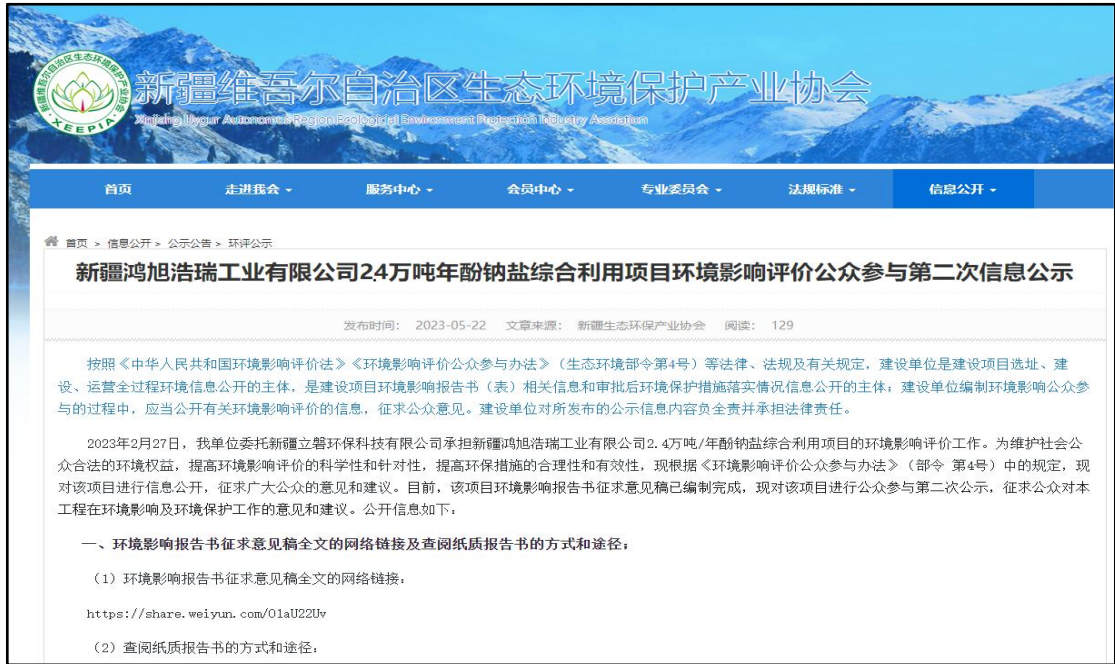 新疆维吾尔自治区生态环境保护产业协会
Xinjiang Uygur Autonomous Region Ecological Environment Protection Industry Association
新疆维吾尔自治区生态环境保护产业协会
XEEPIA
首页 走进我会 服务中心 会员中心 专业委员会 法规标准 信息公开
首页 > 信息公开 > 公示公告 > 环评公示
新疆鸿旭浩瑞工业有限公司2.4万吨年酚钠盐综合利用项目环境影响评价公众参与第二次信息公示
发布时间: 2023-05-22 文章来源: 新疆生态环保产业协会 阅读: 129
按照《中华人民共和国环境影响评价法》《环境影响评价公众参与办法》（生态环境部令第4号）等法律、法规及有关规定，建设单位是建设项目选址、建
设、运营全过程环境信息公开的主体，是建设项目环境影响报告书（表）相关信息和审批后环境保护措施落实情况信息公开的主体；建设单位编制环境影响公众参
与的过程中，应当公开有关环境影响评价的信息，征求公众意见。建设单位对所发布的公示信息内容负全责并承担法律责任。
2023年2月27日，我单位委托新疆立磐环保科技有限公司承担新疆鸿旭浩瑞工业有限公司2.4万吨/年酚钠盐综合利用项目的环境影响评价工作。为维护社会公
众合法的环境权益，提高环境影响评价的科学性和针对性，提高环保措施的合理性和有效性，现根据《环境影响评价公众参与办法》（部令 第4号）中的规定，现
对该项目进行信息公开，征求广大公众的意见和建议。目前，该项目环境影响报告书征求意见稿已编制完成，现对该项目进行公众参与第二次公示，征求公众对本
工程在环境影响及环境保护工作的意见和建议。公开信息如下：
一、环境影响报告书征求意见稿全文的网络链接及查阅纸质报告书的方式和途径；
（1）环境影响报告书征求意见稿全文的网络链接：
https://share.weiyun.com/O1aU22Uv
（2）查阅纸质报告书的方式和途径：